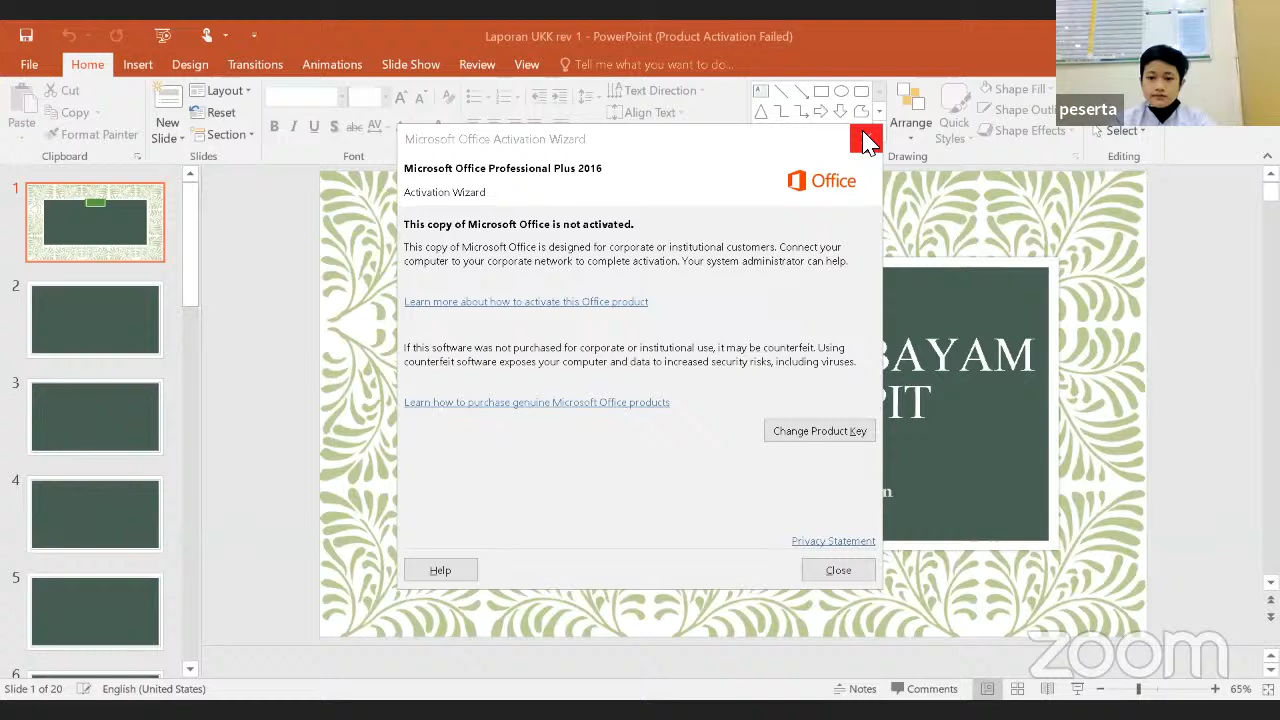 Laporan UKK rev 1 - PowerPoint (Product Activation Failed)
File Home Insert Design Transitions Animations Slide Show Review View Tell me what you want to do...
peserta
Paste
Cut
Copy
Format Painter
Clipboard
New Slide
Layout
Reset
Section
Slides
B I U S abc
Font
Text Direction
Align Text
Arrange
Quick Styles
Shape Fill
Shape Outli
Shape Effects
Drawing
Select
Editing
Microsoft Office Activation Wizard
Microsoft Office Professional Plus 2016
Activation Wizard
Office
This copy of Microsoft Office is not activated.
This copy of Microsoft Office is designed for corporate or institutional customers. Connect your
computer to your corporate network to complete activation. Your system administrator can help.
Learn more about how to activate this Office product
If this software was not purchased for corporate or institutional use, it may be counterfeit. Using
counterfeit software exposes your computer and data to increased security risks, including viruses.
Learn how to purchase genuine Microsoft Office products
Change Product Key
Privacy Statement
Help
Close
1
2
3
4
5
6
BAYAM
PIT
n
zoom
Slide 1 of 20
English (United States)
Notes
Comments
65%